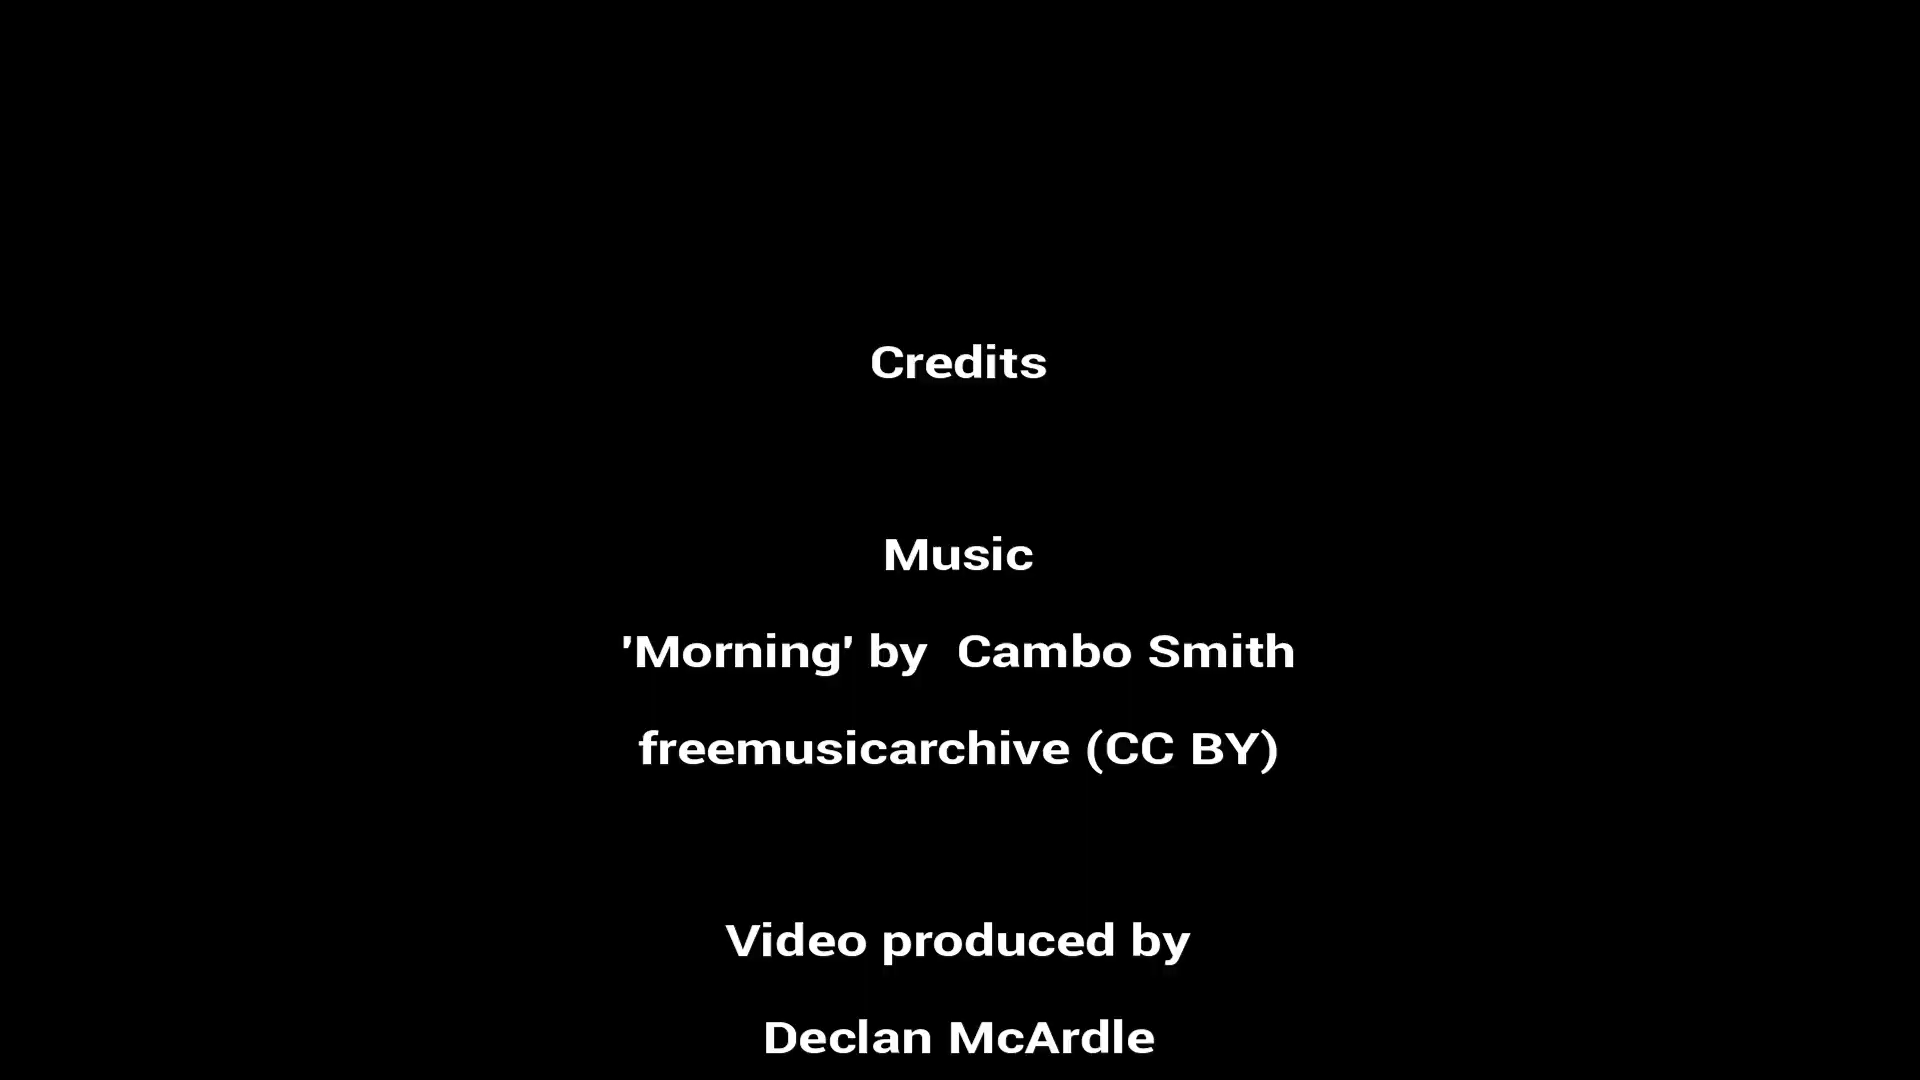 Credits
Music
'Morning' by  Cambo Smith
freemusicarchive (CC BY)
Video produced by
Declan McArdle